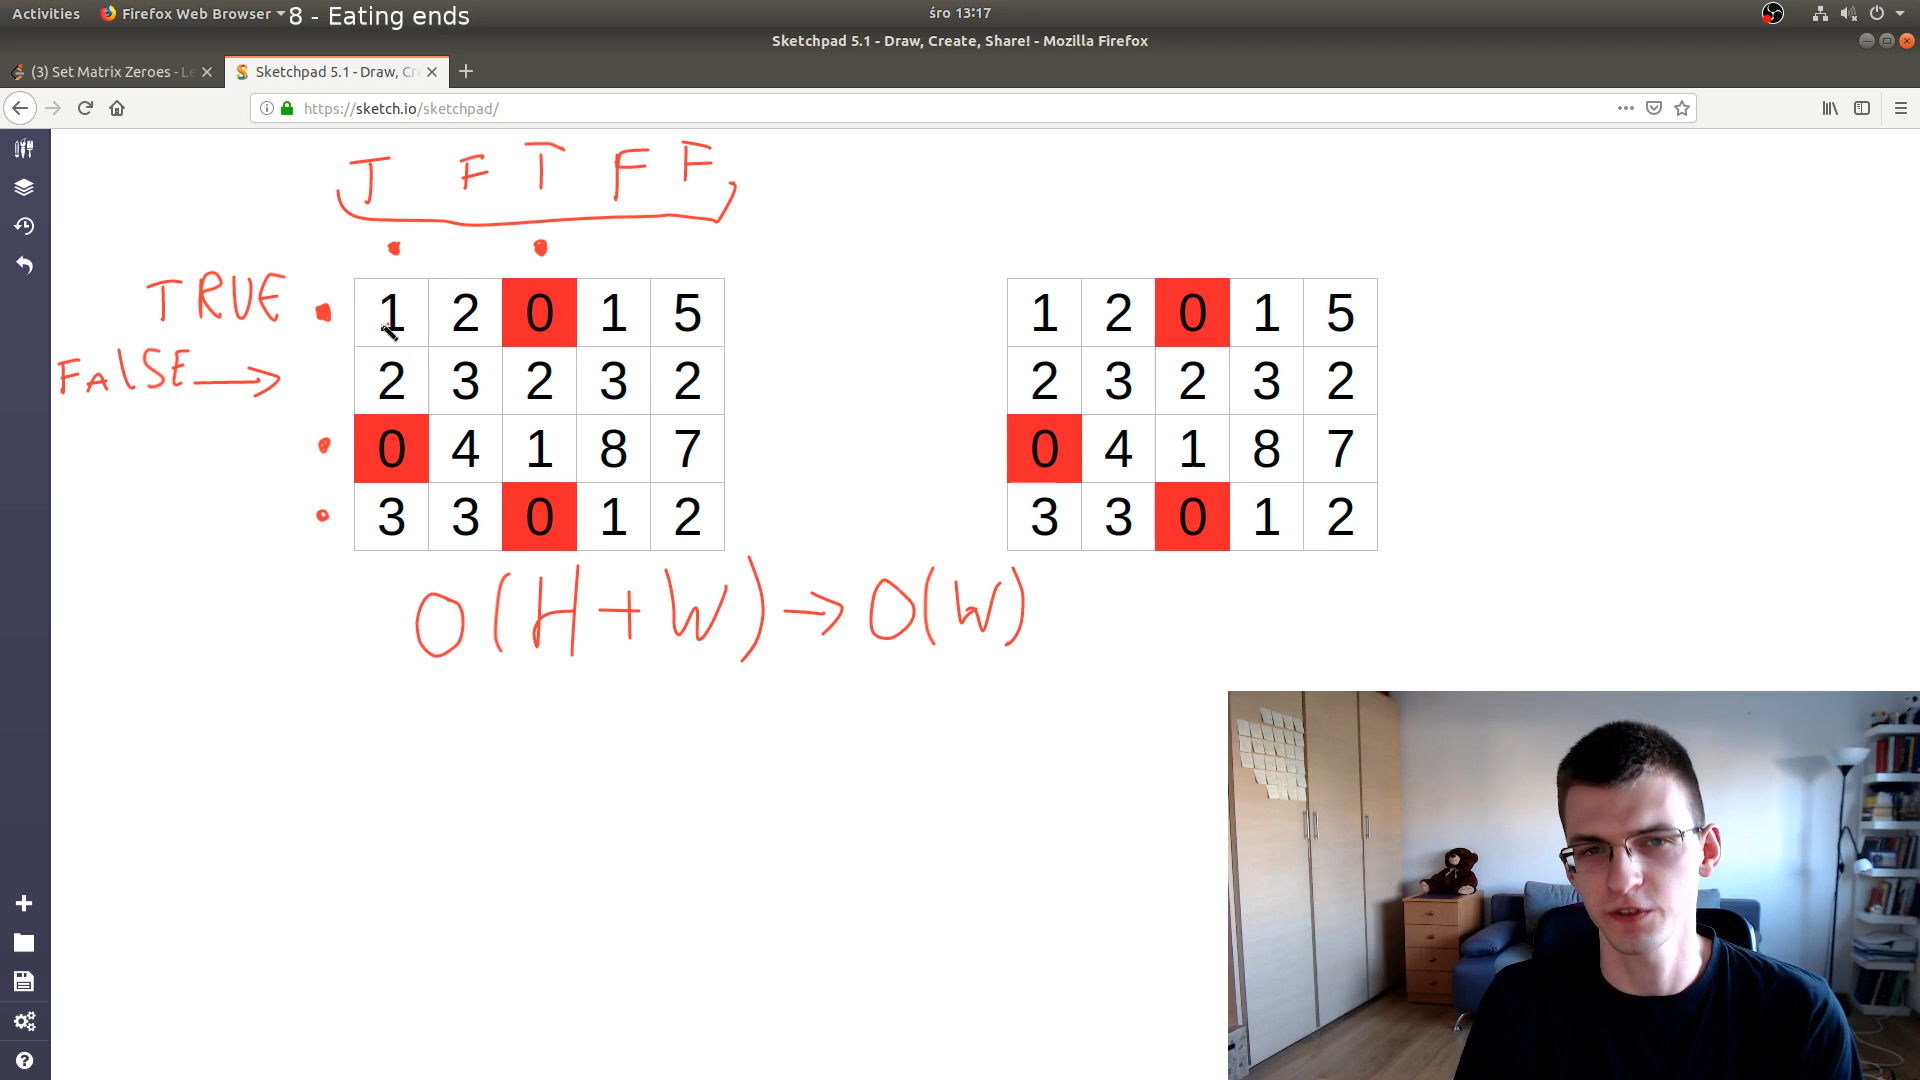 Activities Firefox Web Browser 8 - Eating ends śro 13:17
Sketchpad 5.1 - Draw, Create, Share! - Mozilla Firefox
(3) Set Matrix Zeroes - Le Sketchpad 5.1 - Draw, Cr
https://sketch.io/sketchpad/
T F T F F
TRUE
FALSE
1 2 0 1 5
2 3 2 3 2
0 4 1 8 7
3 3 0 1 2
1 2 0 1 5
2 3 2 3 2
0 4 1 8 7
3 3 0 1 2
O(H+W)→O(W)